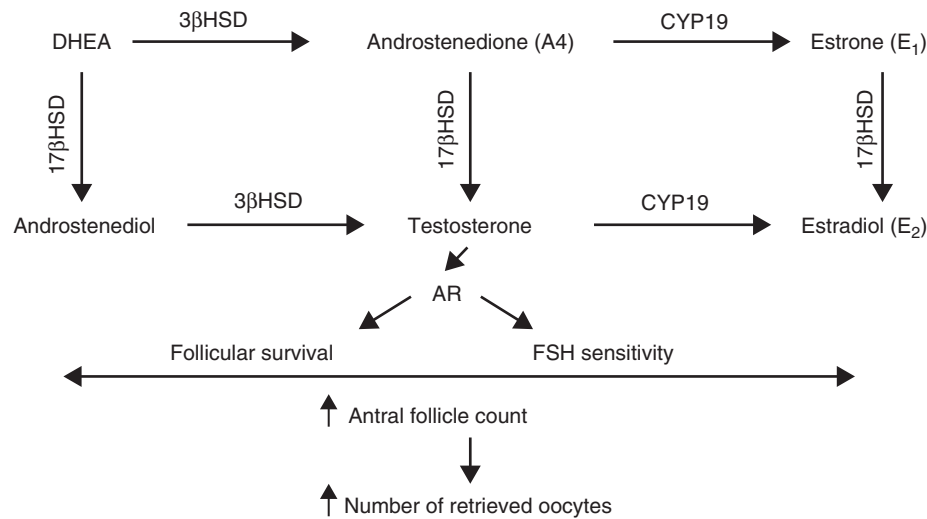 3βHSD CYP19
DHEA Androstenedione (A4) Estrone (E₁)
17βHSD 17βHSD 17βHSD
3βHSD CYP19
Androstenediol Testosterone Estradiol (E₂)
AR
Follicular survival FSH sensitivity
Antral follicle count
Number of retrieved oocytes